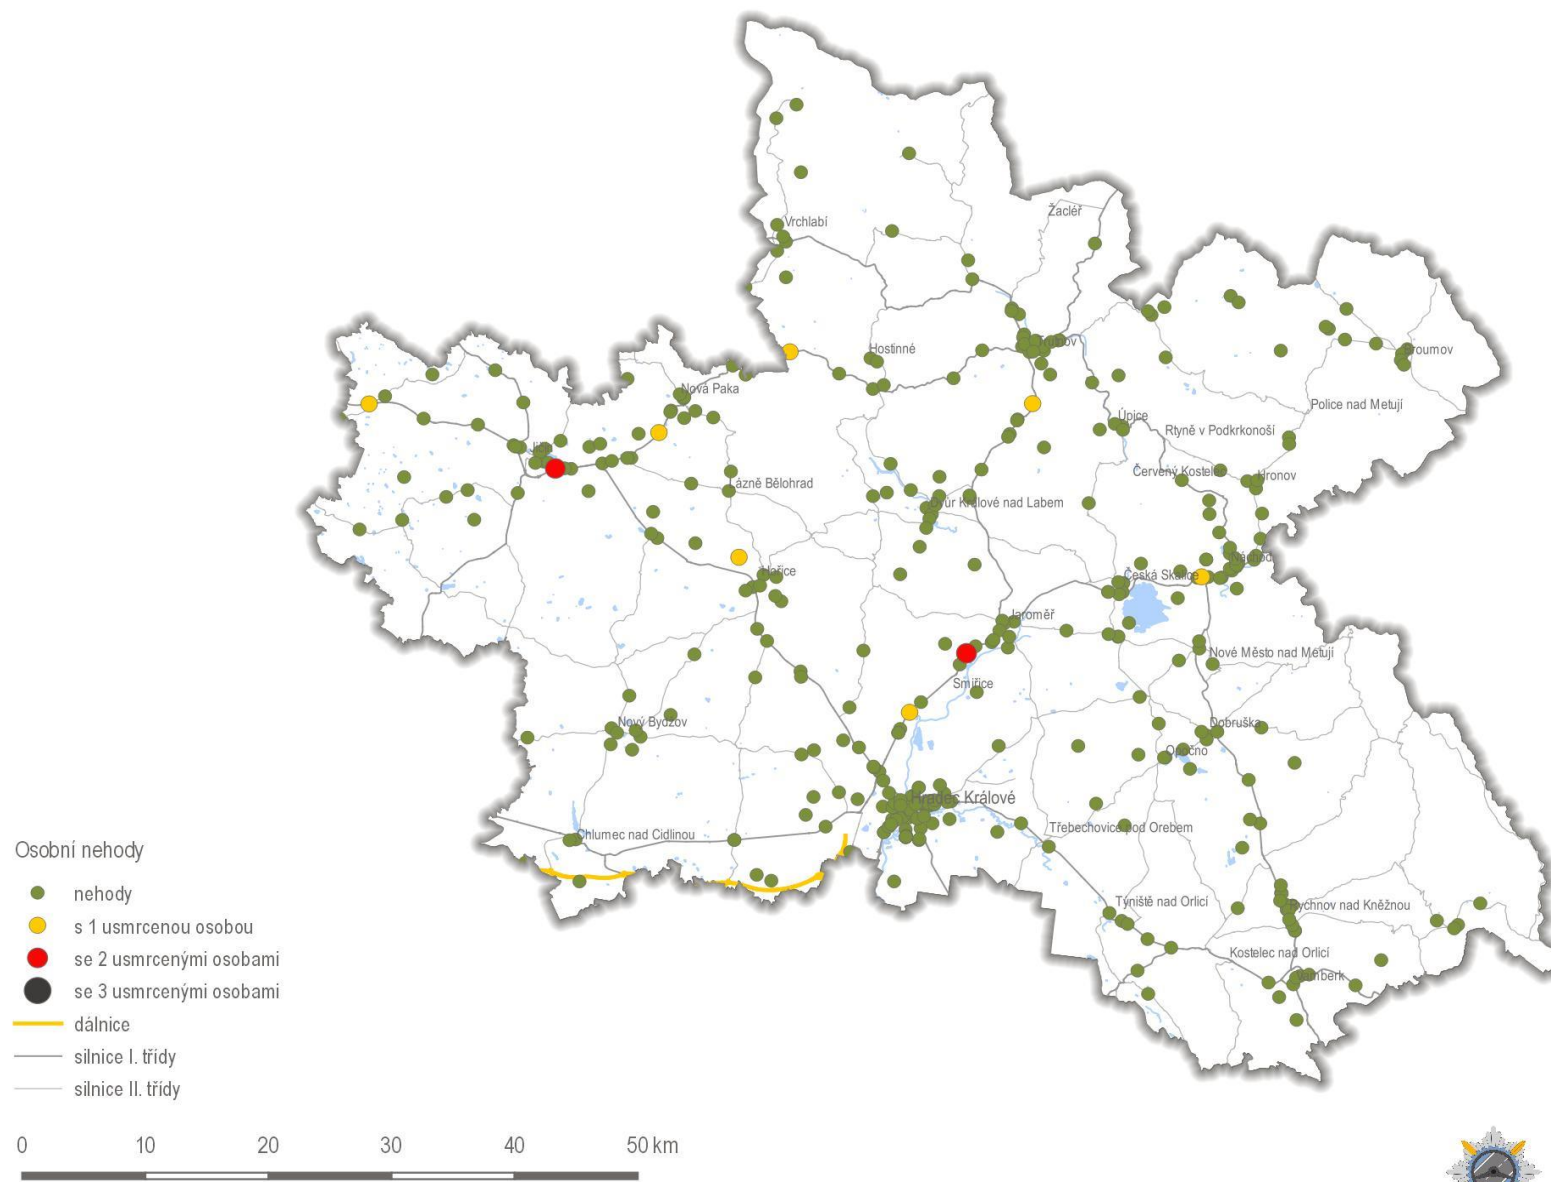 Žacléř
Vrchlabí
Trutnov
Hostinné
Broumov
Nová Paka
Police nad Metují
Úpice
Rtyně v Podkrkonoší
Jičín
Červený Kostelec
Hronov
Lázně Bělohrad
Dvůr Králové nad Labem
Náchod
Hořice
Česká Skalice
Jaroměř
Nové Město nad Metují
Smiřice
Nový Bydžov
Dobruška
Opočno
Hradec Králové
Třebechovice pod Orebem
Chlumec nad Cidlinou
Týniště nad Orlicí
Rychnov nad Kněžnou
Kostelec nad Orlicí
Vamberk
Osobní nehody
nehody
s 1 usmrcenou osobou
se 2 usmrcenými osobami
se 3 usmrcenými osobami
dálnice
silnice I. třídy
silnice II. třídy
0 10 20 30 40 50 km